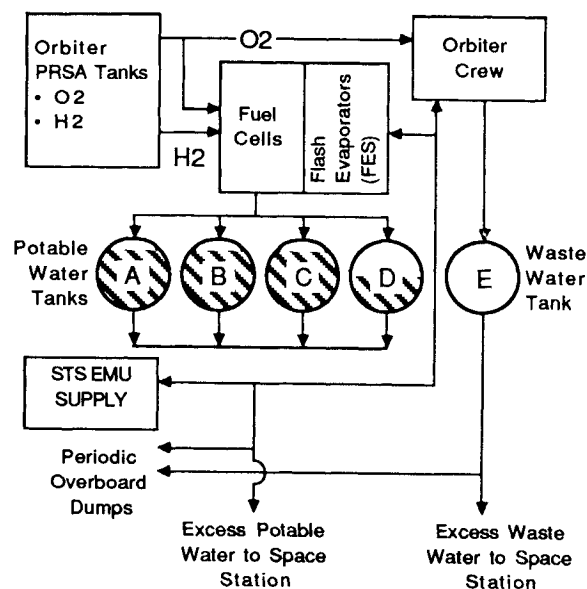 Orbiter
PRSA Tanks
• O2
• H2
O2
H2
Orbiter
Crew
Fuel
Cells
Flash
Evaporators
(FES)
Potable
Water
Tanks
A
B
C
D
E
Waste
Water
Tank
STS EMU
SUPPLY
Periodic
Overboard
Dumps
Excess Potable
Water to Space
Station
Excess Waste
Water to Space
Station